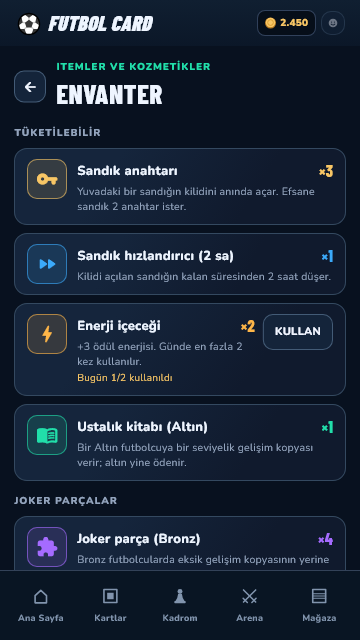 FUTBOL CARD
2.450
ITEMLER VE KOZMETİKLER
ENVANTER
TÜKETİLEBİLİR
Sandık anahtarı
×3
Yuvadaki bir sandığın kilidini anında açar. Efsane
sandık 2 anahtar ister.
Sandık hızlandırıcı (2 sa)
×1
Kilidi açılan sandığın kalan süresinden 2 saat düşer.
Enerji içeceği
×2
KULLAN
+3 ödül enerjisi. Günde en fazla 2
kez kullanılır.
Bugün 1/2 kullanıldı
Ustalık kitabı (Altın)
×1
Bir Altın futbolcuya bir seviyelik gelişim kopyası
verir; altın yine ödenir.
JOKER PARÇALAR
Joker parça (Bronz)
×4
Bronz futbolcularda eksik gelişim kopyasının yerine
Ana Sayfa
Kartlar
Kadrom
Arena
Mağaza